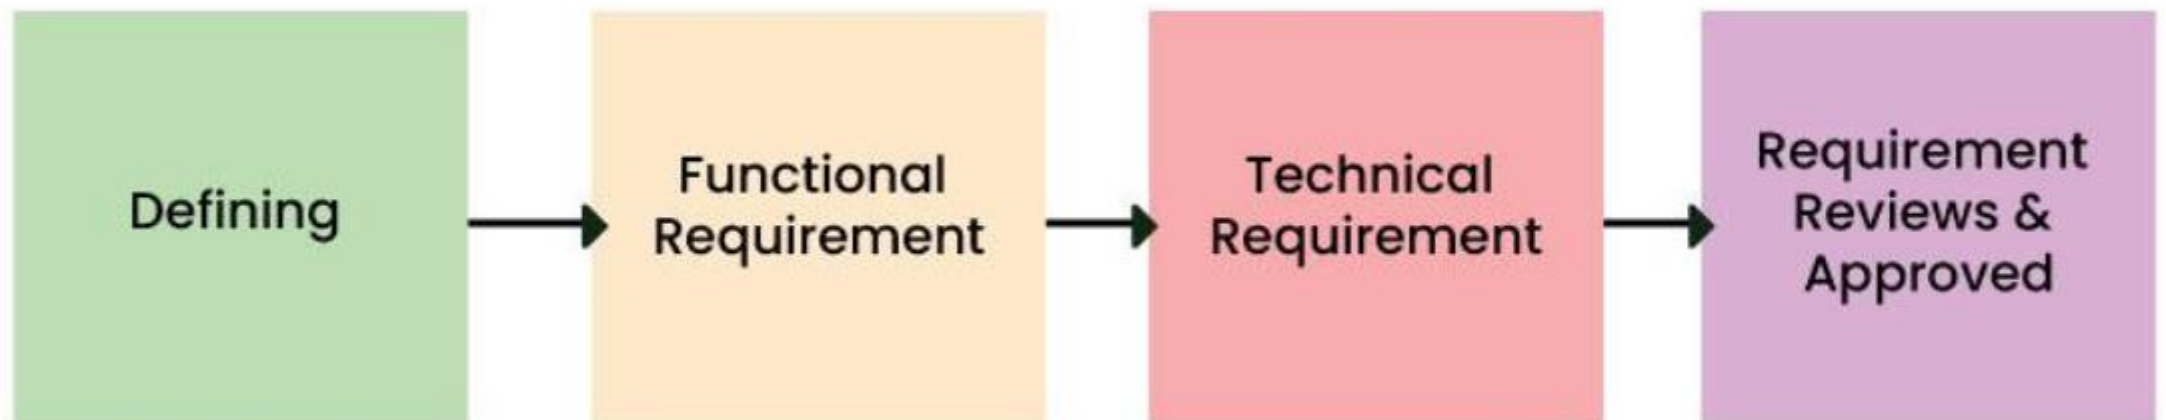 Defining
Functional
Requirement
Technical
Requirement
Requirement
Reviews &
Approved